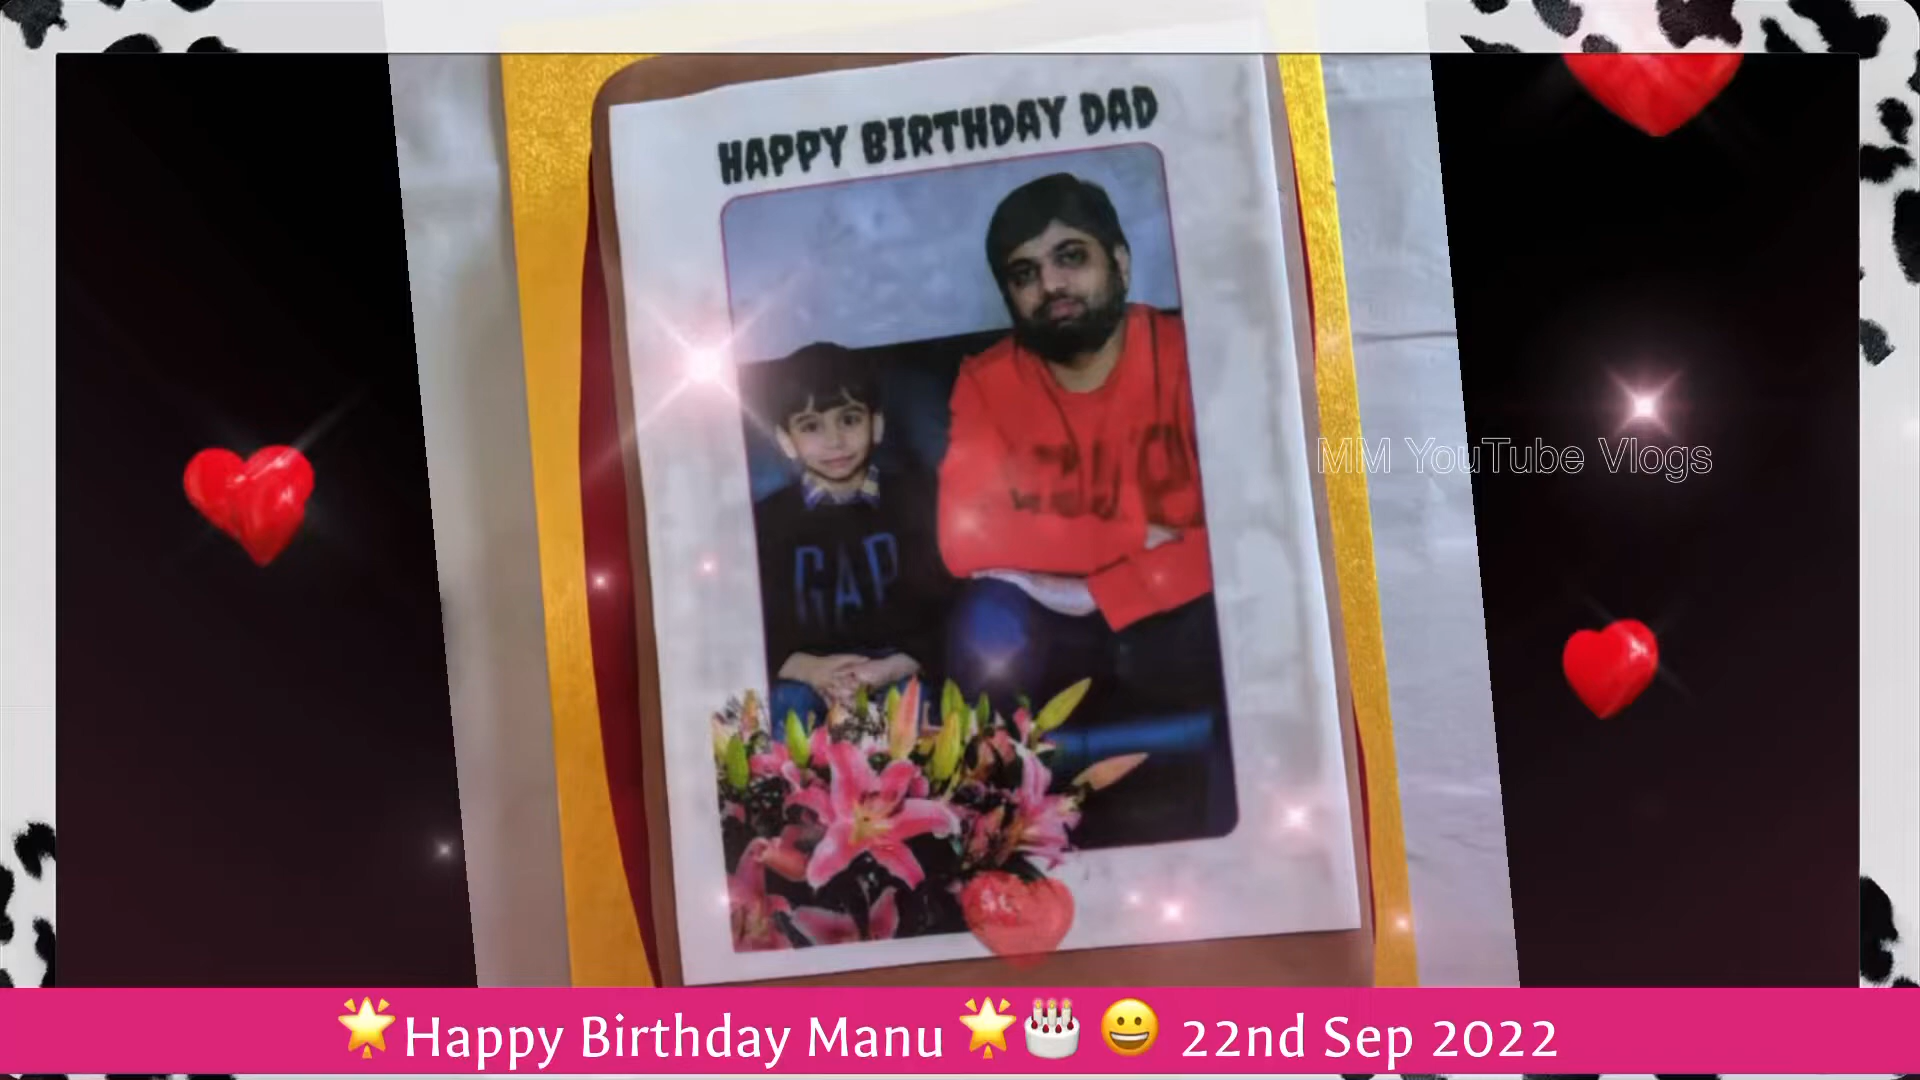 HAPPY BIRTHDAY DAD
MM YouTube Vlogs
GAP
🌟Happy Birthday Manu 🌟🎂 😀 22nd Sep 2022